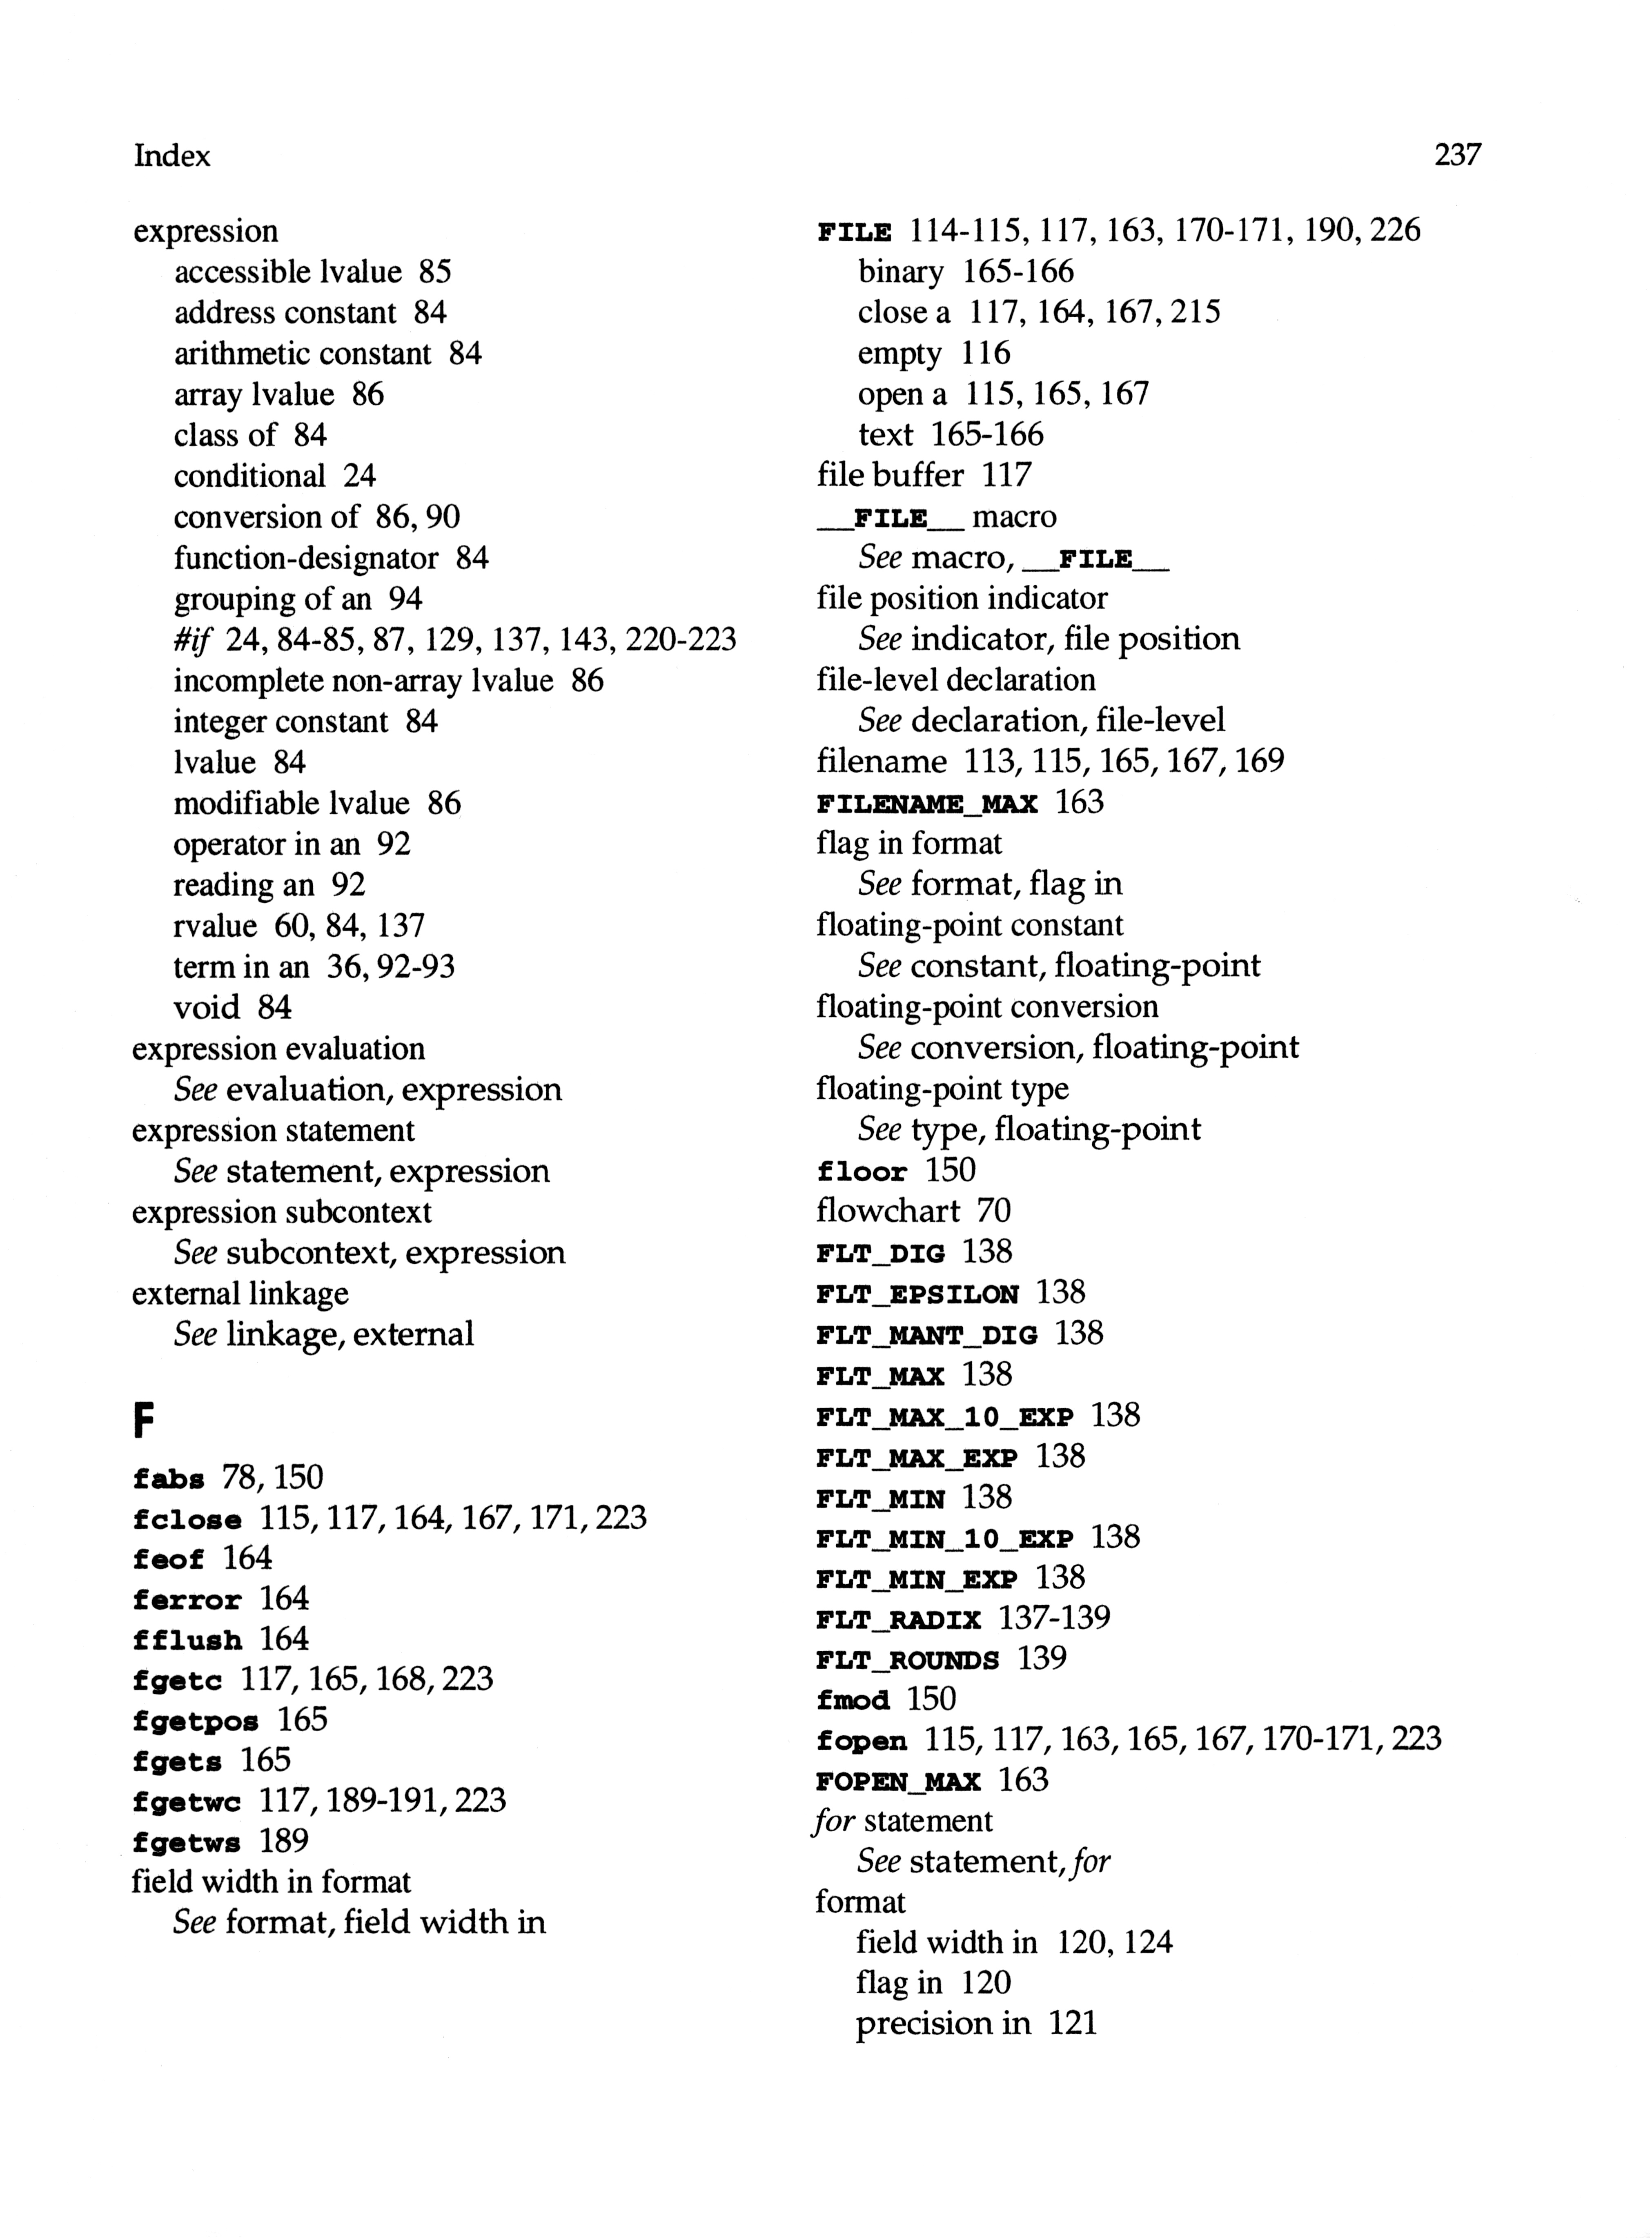 Index
237
expression
accessible lvalue 85
address constant 84
arithmetic constant 84
array lvalue 86
class of 84
conditional 24
conversion of 86, 90
function-designator 84
grouping of an 94
#if 24, 84-85, 87, 129, 137, 143, 220-223
incomplete non-array lvalue 86
integer constant 84
lvalue 84
modifiable lvalue 86
operator in an 92
reading an 92
rvalue 60, 84, 137
term in an 36, 92-93
void 84
expression evaluation
See evaluation, expression
expression statement
See statement, expression
expression subcontext
See subcontext, expression
external linkage
See linkage, external
F
fabs 78, 150
fclose 115, 117, 164, 167, 171, 223
feof 164
ferror 164
fflush 164
fgetc 117, 165, 168, 223
fgetpos 165
fgets 165
fgetwc 117, 189-191, 223
fgetws 189
field width in format
See format, field width in
FILE 114-115, 117, 163, 170-171, 190, 226
binary 165-166
close a 117, 164, 167, 215
empty 116
open a 115, 165, 167
text 165-166
file buffer 117
__FILE__ macro
See macro, __FILE__
file position indicator
See indicator, file position
file-level declaration
See declaration, file-level
filename 113, 115, 165, 167, 169
FILENAME_MAX 163
flag in format
See format, flag in
floating-point constant
See constant, floating-point
floating-point conversion
See conversion, floating-point
floating-point type
See type, floating-point
floor 150
flowchart 70
FLT_DIG 138
FLT_EPSILON 138
FLT_MANT_DIG 138
FLT_MAX 138
FLT_MAX_10_EXP 138
FLT_MAX_EXP 138
FLT_MIN 138
FLT_MIN_10_EXP 138
FLT_MIN_EXP 138
FLT_RADIX 137-139
FLT_ROUNDS 139
fmod 150
fopen 115, 117, 163, 165, 167, 170-171, 223
FOPEN_MAX 163
for statement
See statement, for
format
field width in 120, 124
flag in 120
precision in 121